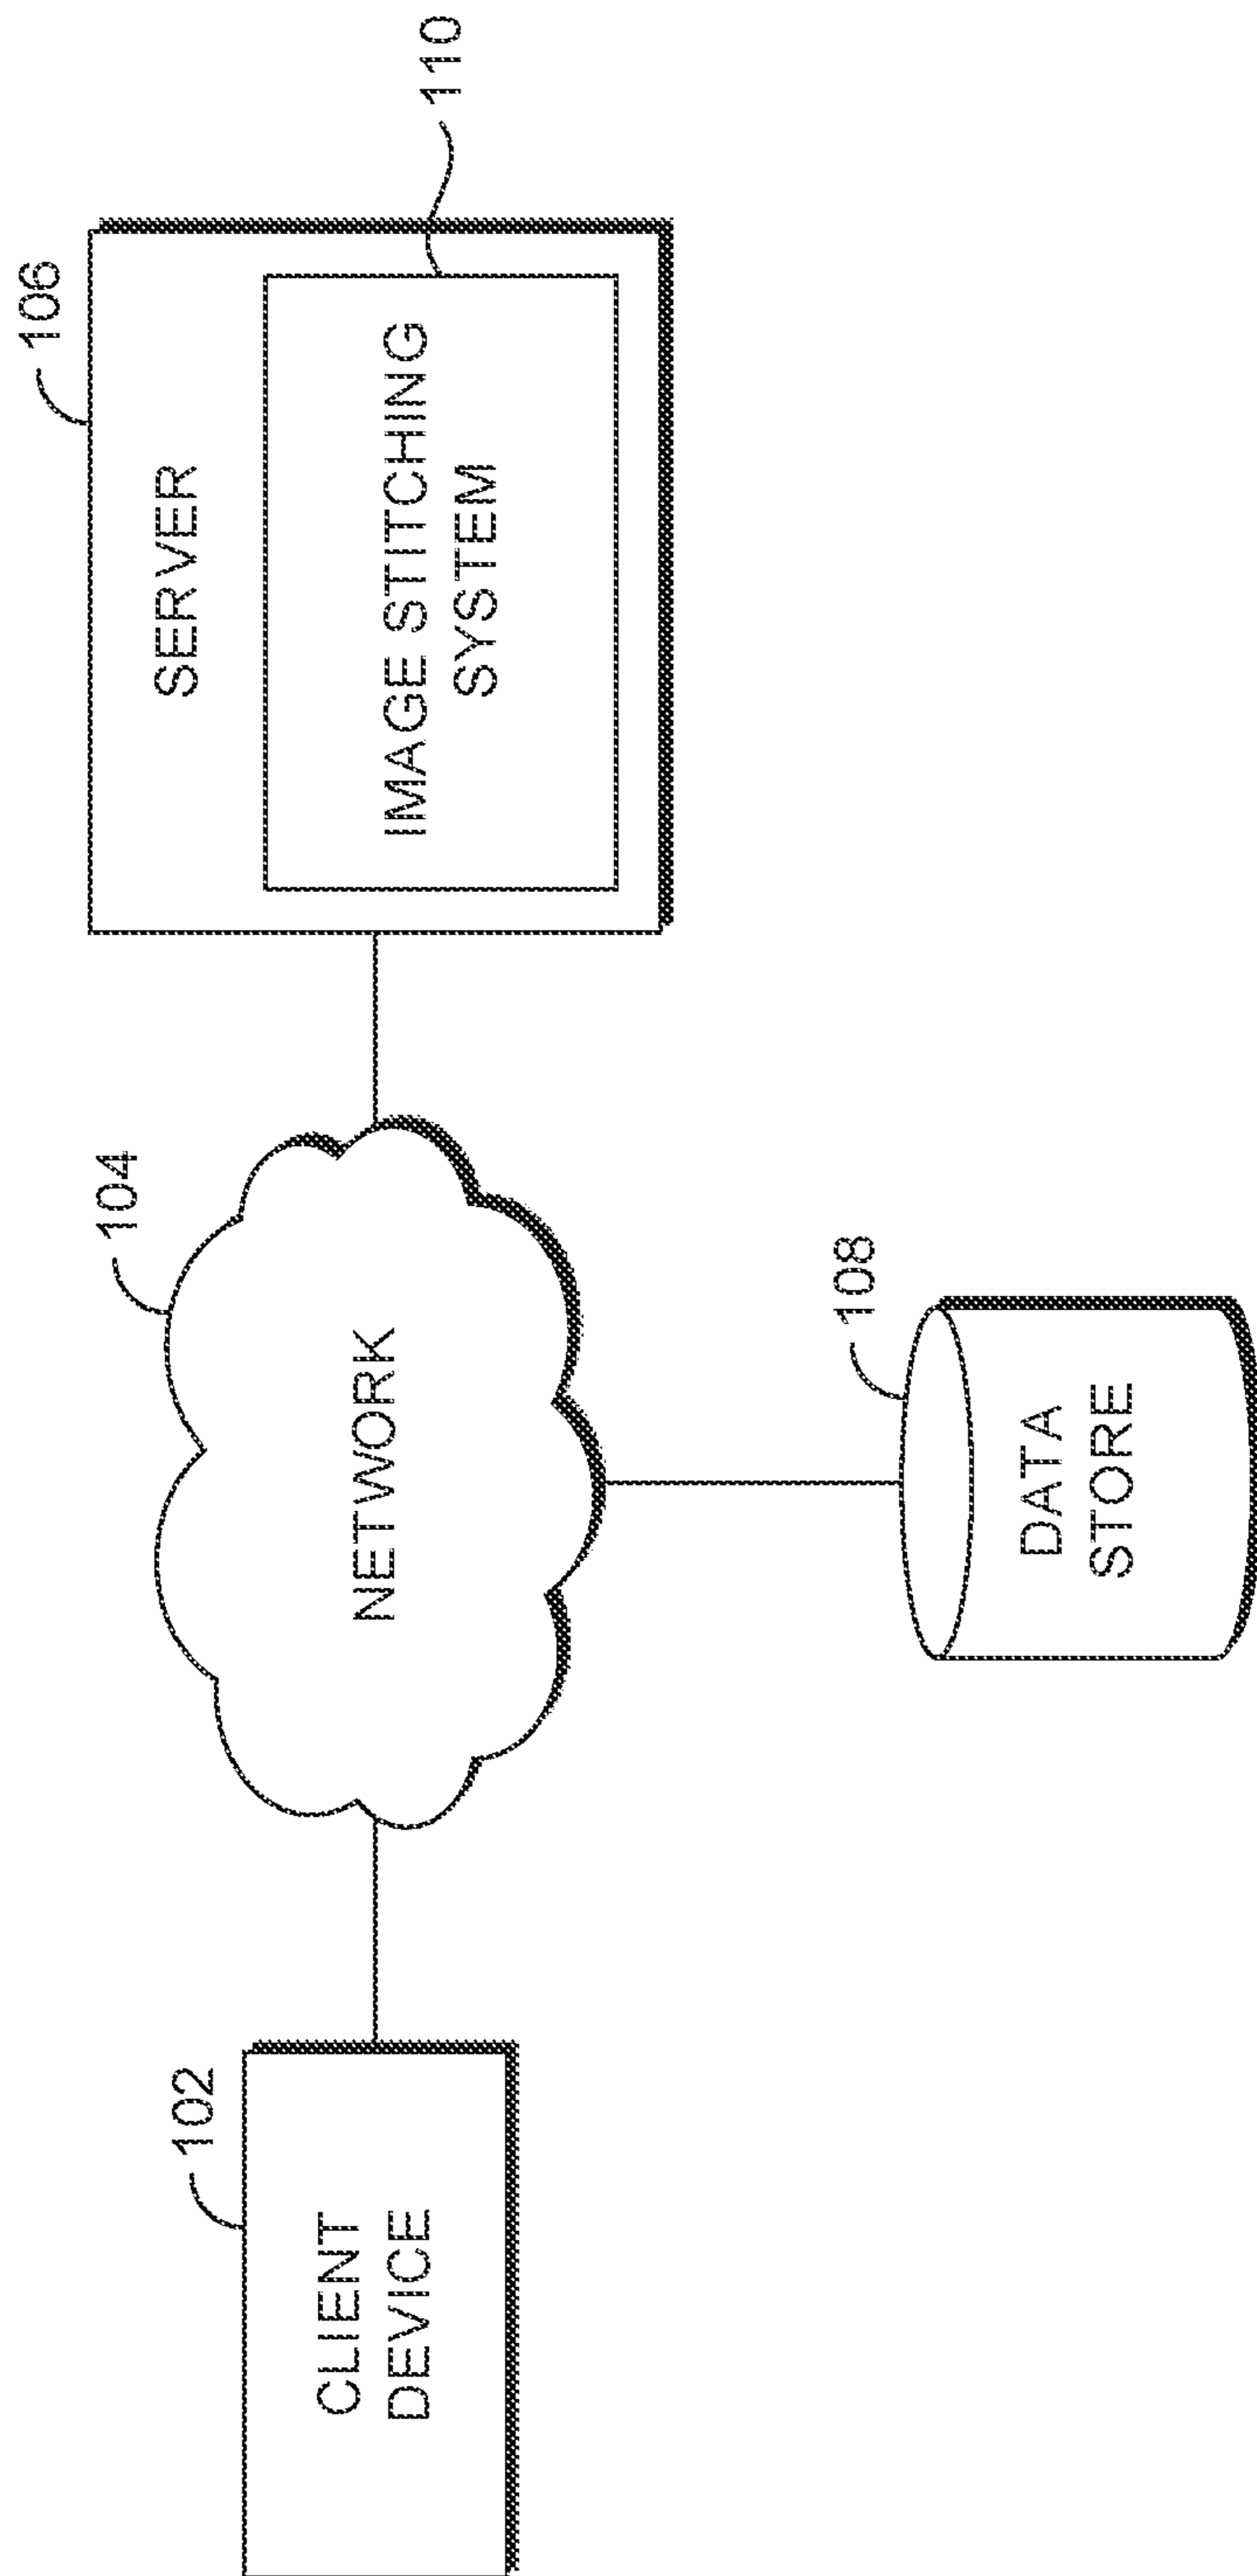 102
CLIENT
DEVICE
104
NETWORK
108
DATA
STORE
106
SERVER
IMAGE STITCHING
SYSTEM
110